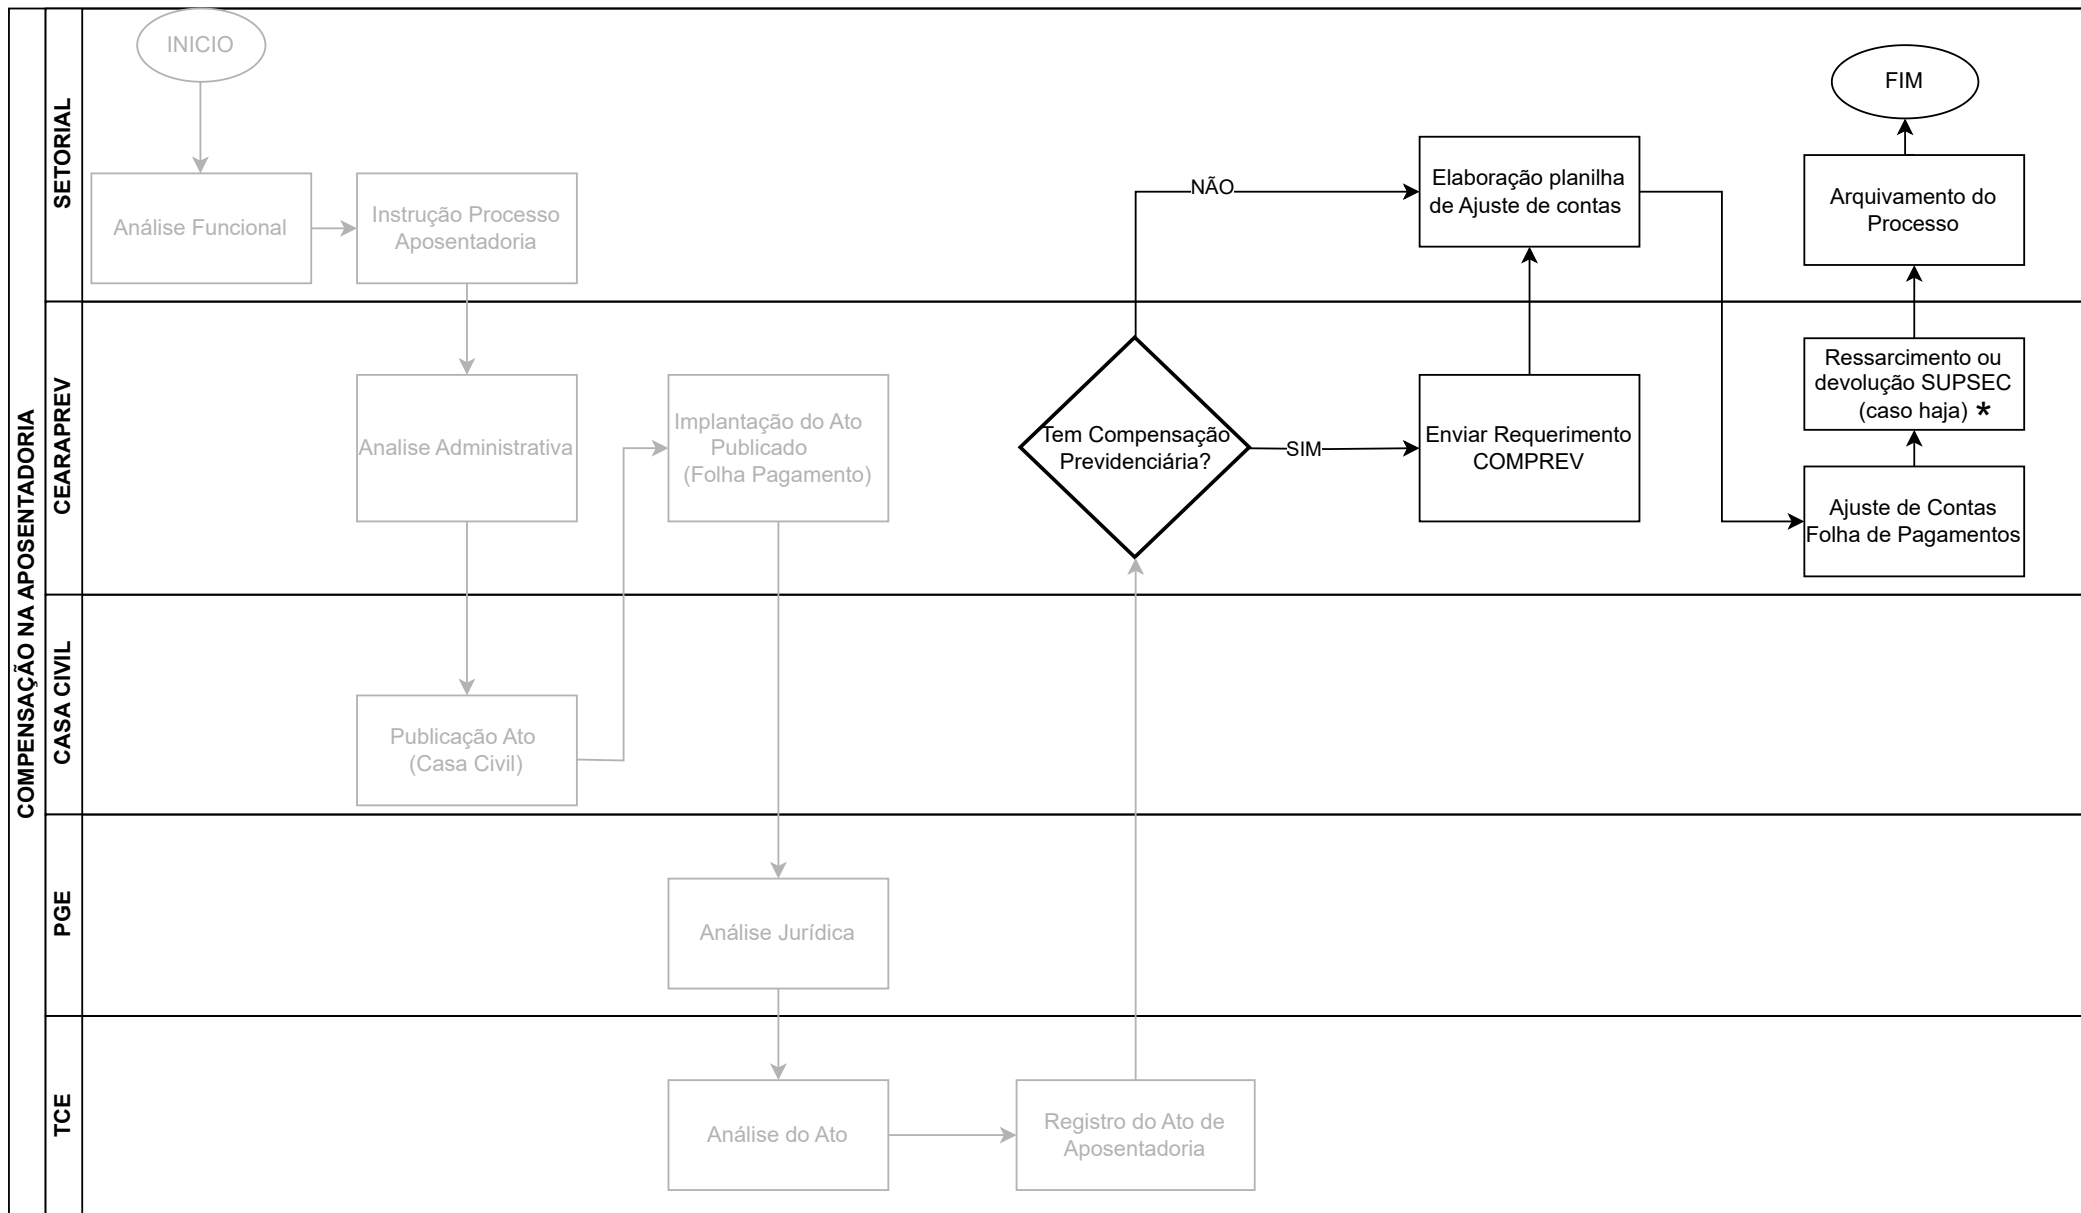 COMPENSAÇÃO NA APOSENTADORIA
SETORIAL
INICIO
Análise Funcional
Instrução Processo
Aposentadoria
NÃO
Elaboração planilha
de Ajuste de contas
FIM
Arquivamento do
Processo
CEARAPREV
Analise Administrativa
Implantação do Ato
Publicado
(Folha Pagamento)
Tem Compensação
Previdenciária?
SIM
Enviar Requerimento
COMPREV
Ressarcimento ou
devolução SUPSEC
(caso haja) *
Ajuste de Contas
Folha de Pagamentos
CASA CIVIL
Publicação Ato
(Casa Civil)
PGE
Análise Jurídica
TCE
Análise do Ato
Registro do Ato de
Aposentadoria